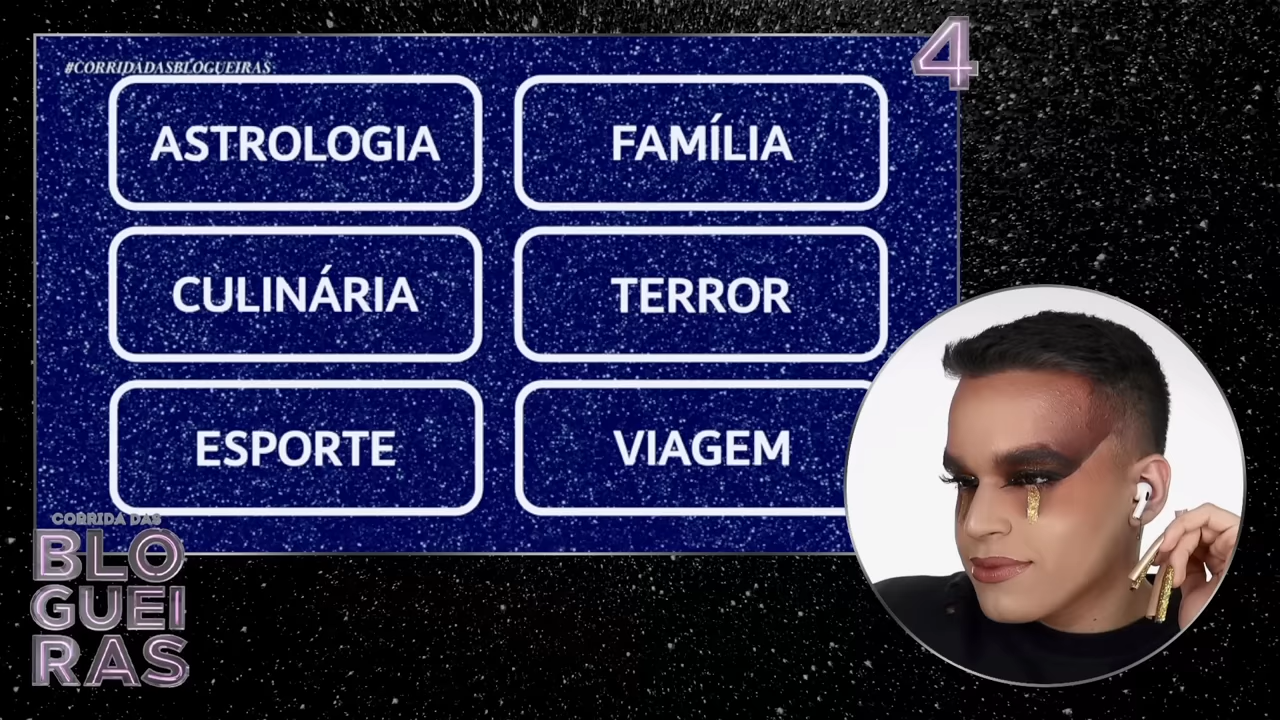 #CORRIDADASBLOGUEIRAS
4
ASTROLOGIA
FAMÍLIA
CULINÁRIA
TERROR
ESPORTE
VIAGEM
CORRIDA DAS
BLO
GUEI
RAS